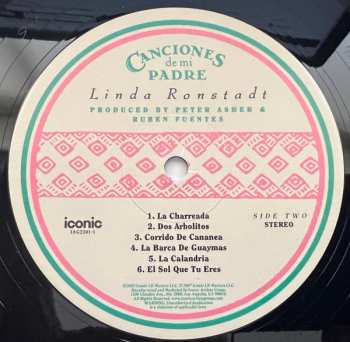 CANCIONES
de mi
PADRE
Linda Ronstadt
PRODUCED BY PETER ASHER &
RUBEN FUENTES
iconic
SIDE TWO
STEREO
1. La Charreada
2. Dos Árbolitos
3. Corrido De Cananea
4. La Barca De Guaymas
5. La Calandria
6. El Sol Que Tu Eres